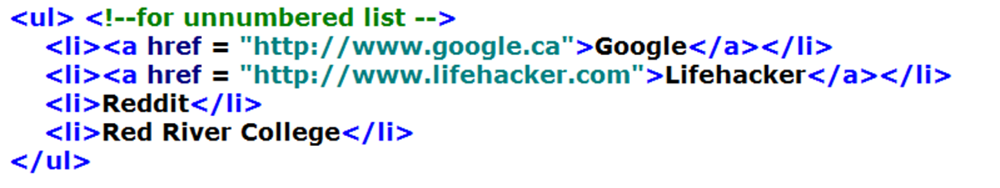 <ul> <!--for unnumbered list -->
<li><a href = "http://www.google.ca">Google</a></li>
<li><a href = "http://www.lifehacker.com">Lifehacker</a></li>
<li>Reddit</li>
<li>Red River College</li>
</ul>